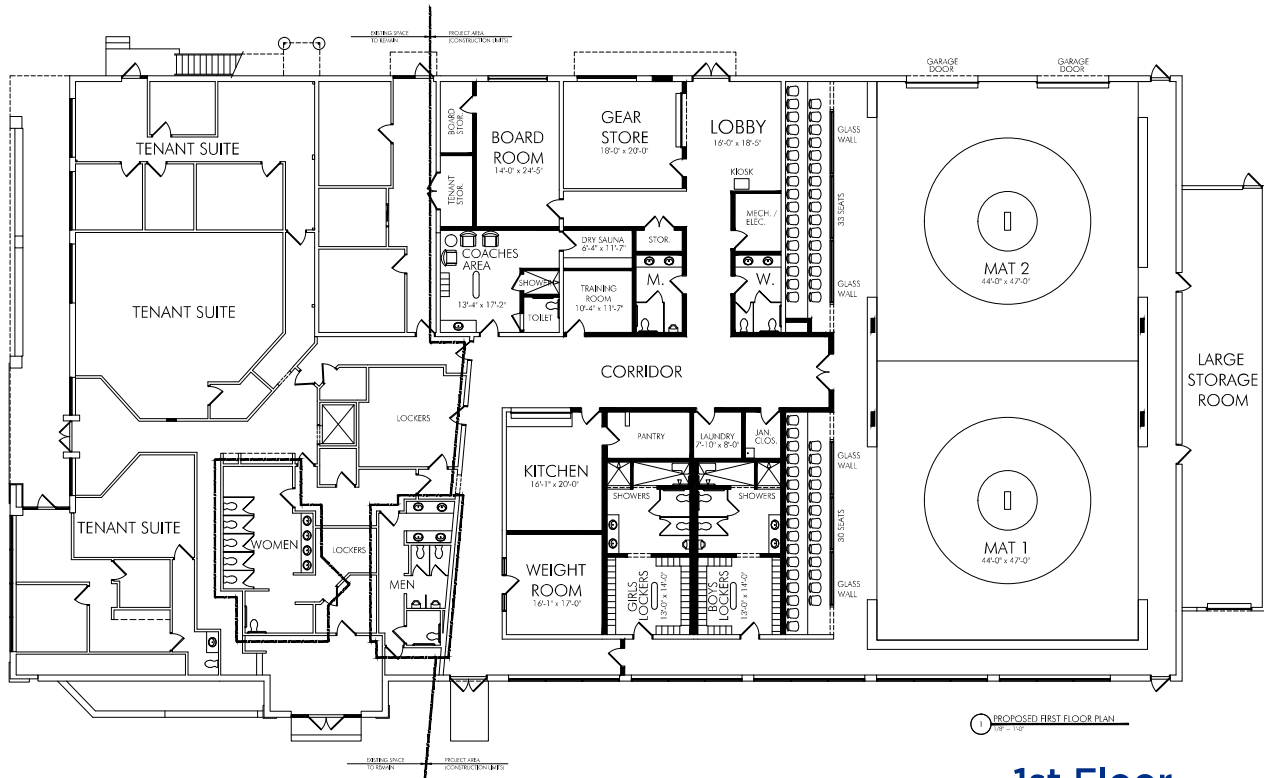 EXISTING SPACE
TO REMAIN
PROJECT AREA
(CONSTRUCTION LIMITS)
GARAGE
DOOR
GARAGE
DOOR
TENANT SUITE
BOARD
STOR.
BOARD
ROOM
14'-0" x 24'-5"
GEAR
STORE
18'-0" x 20'-0"
LOBBY
16'-0" x 18'-5"
KIOSK
GLASS
WALL
TENANT
STOR.
MECH. /
ELEC.
33 SEATS
COACHES
AREA
13'-4" x 17'-2"
DRY SAUNA
6'-4" x 11'-7"
STOR.
SHOWER
TOILET
TRAINING
ROOM
10'-4" x 11'-7"
M.
W.
GLASS
WALL
MAT 2
44'-0" x 47'-0"
TENANT SUITE
CORRIDOR
LARGE
STORAGE
ROOM
LOCKERS
PANTRY
LAUNDRY
7'-10" x 8'-0"
JAN.
CLOS.
KITCHEN
16'-1" x 20'-0"
SHOWERS
SHOWERS
GLASS
WALL
30 SEATS
TENANT SUITE
WOMEN
LOCKERS
MEN
WEIGHT
ROOM
16'-1" x 17'-0"
GIRLS
LOCKERS
13'-0" x 14'-0"
BOYS
LOCKERS
13'-0" x 14'-0"
GLASS
WALL
MAT 1
44'-0" x 47'-0"
1
PROPOSED FIRST FLOOR PLAN
1/8" = 1'-0"
EXISTING SPACE
TO REMAIN
PROJECT AREA
(CONSTRUCTION LIMITS)
1st Floor